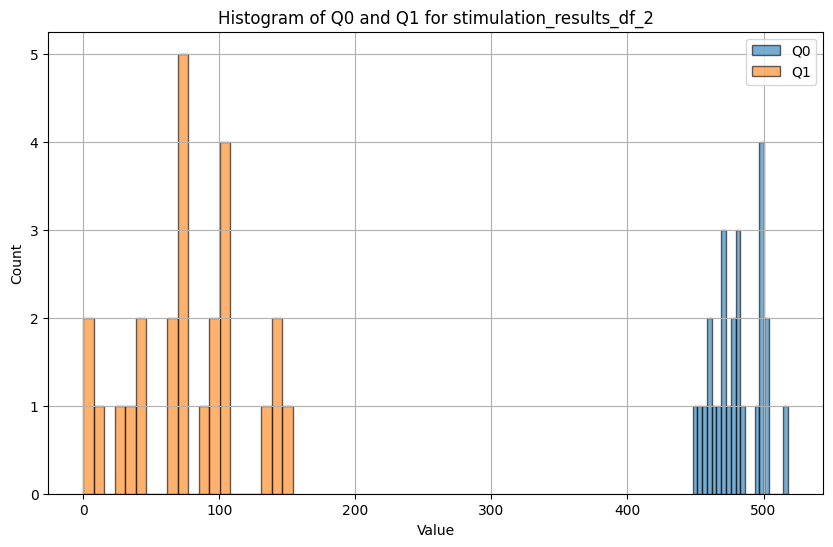 Histogram of Q0 and Q1 for stimulation_results_df_2
Q0
Q1
5
4
3
2
1
0
Count
0
100
200
300
400
500
Value